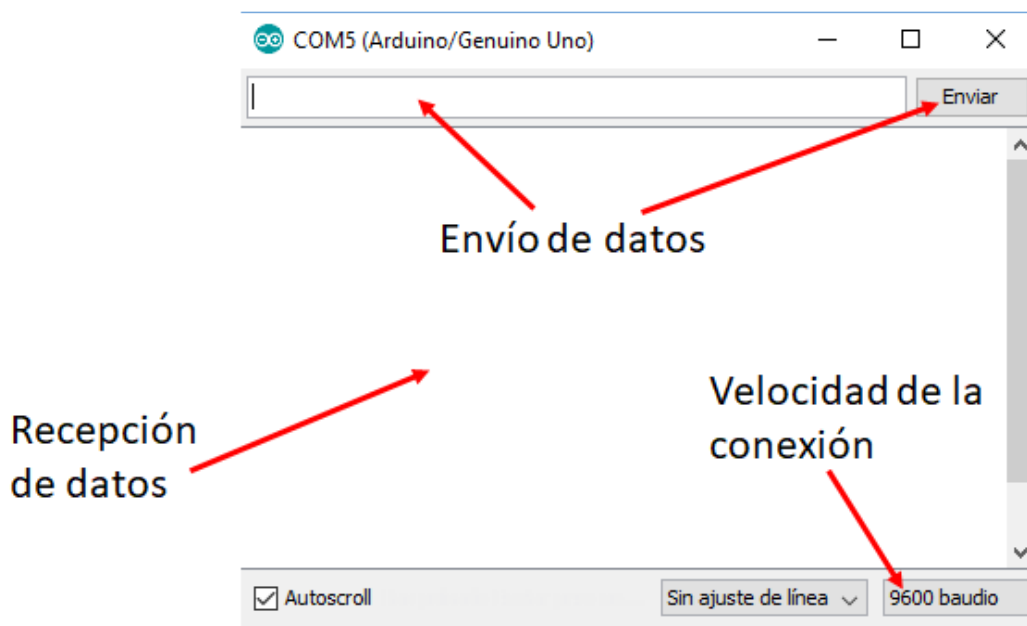 COM5 (Arduino/Genuino Uno)
Enviar
Envío de datos
Recepción
de datos
Velocidad de la
conexión
Autoscroll
Sin ajuste de línea
9600 baudio